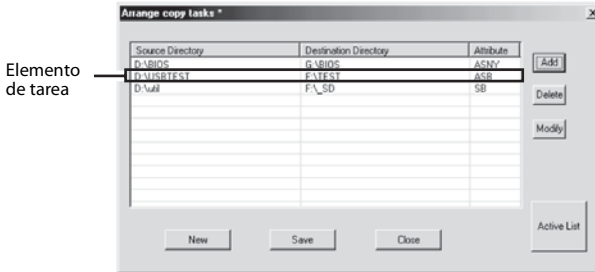 Arrange copy tasks *
Source Directory Destination Directory Attribute
D:\BIOS G:\BIOS ASNY
D:\USBTEST F:\TEST ASB
D:\util F:\_SD SB
Elemento
de tarea
Add
Delete
Modify
Active List
New Save Close